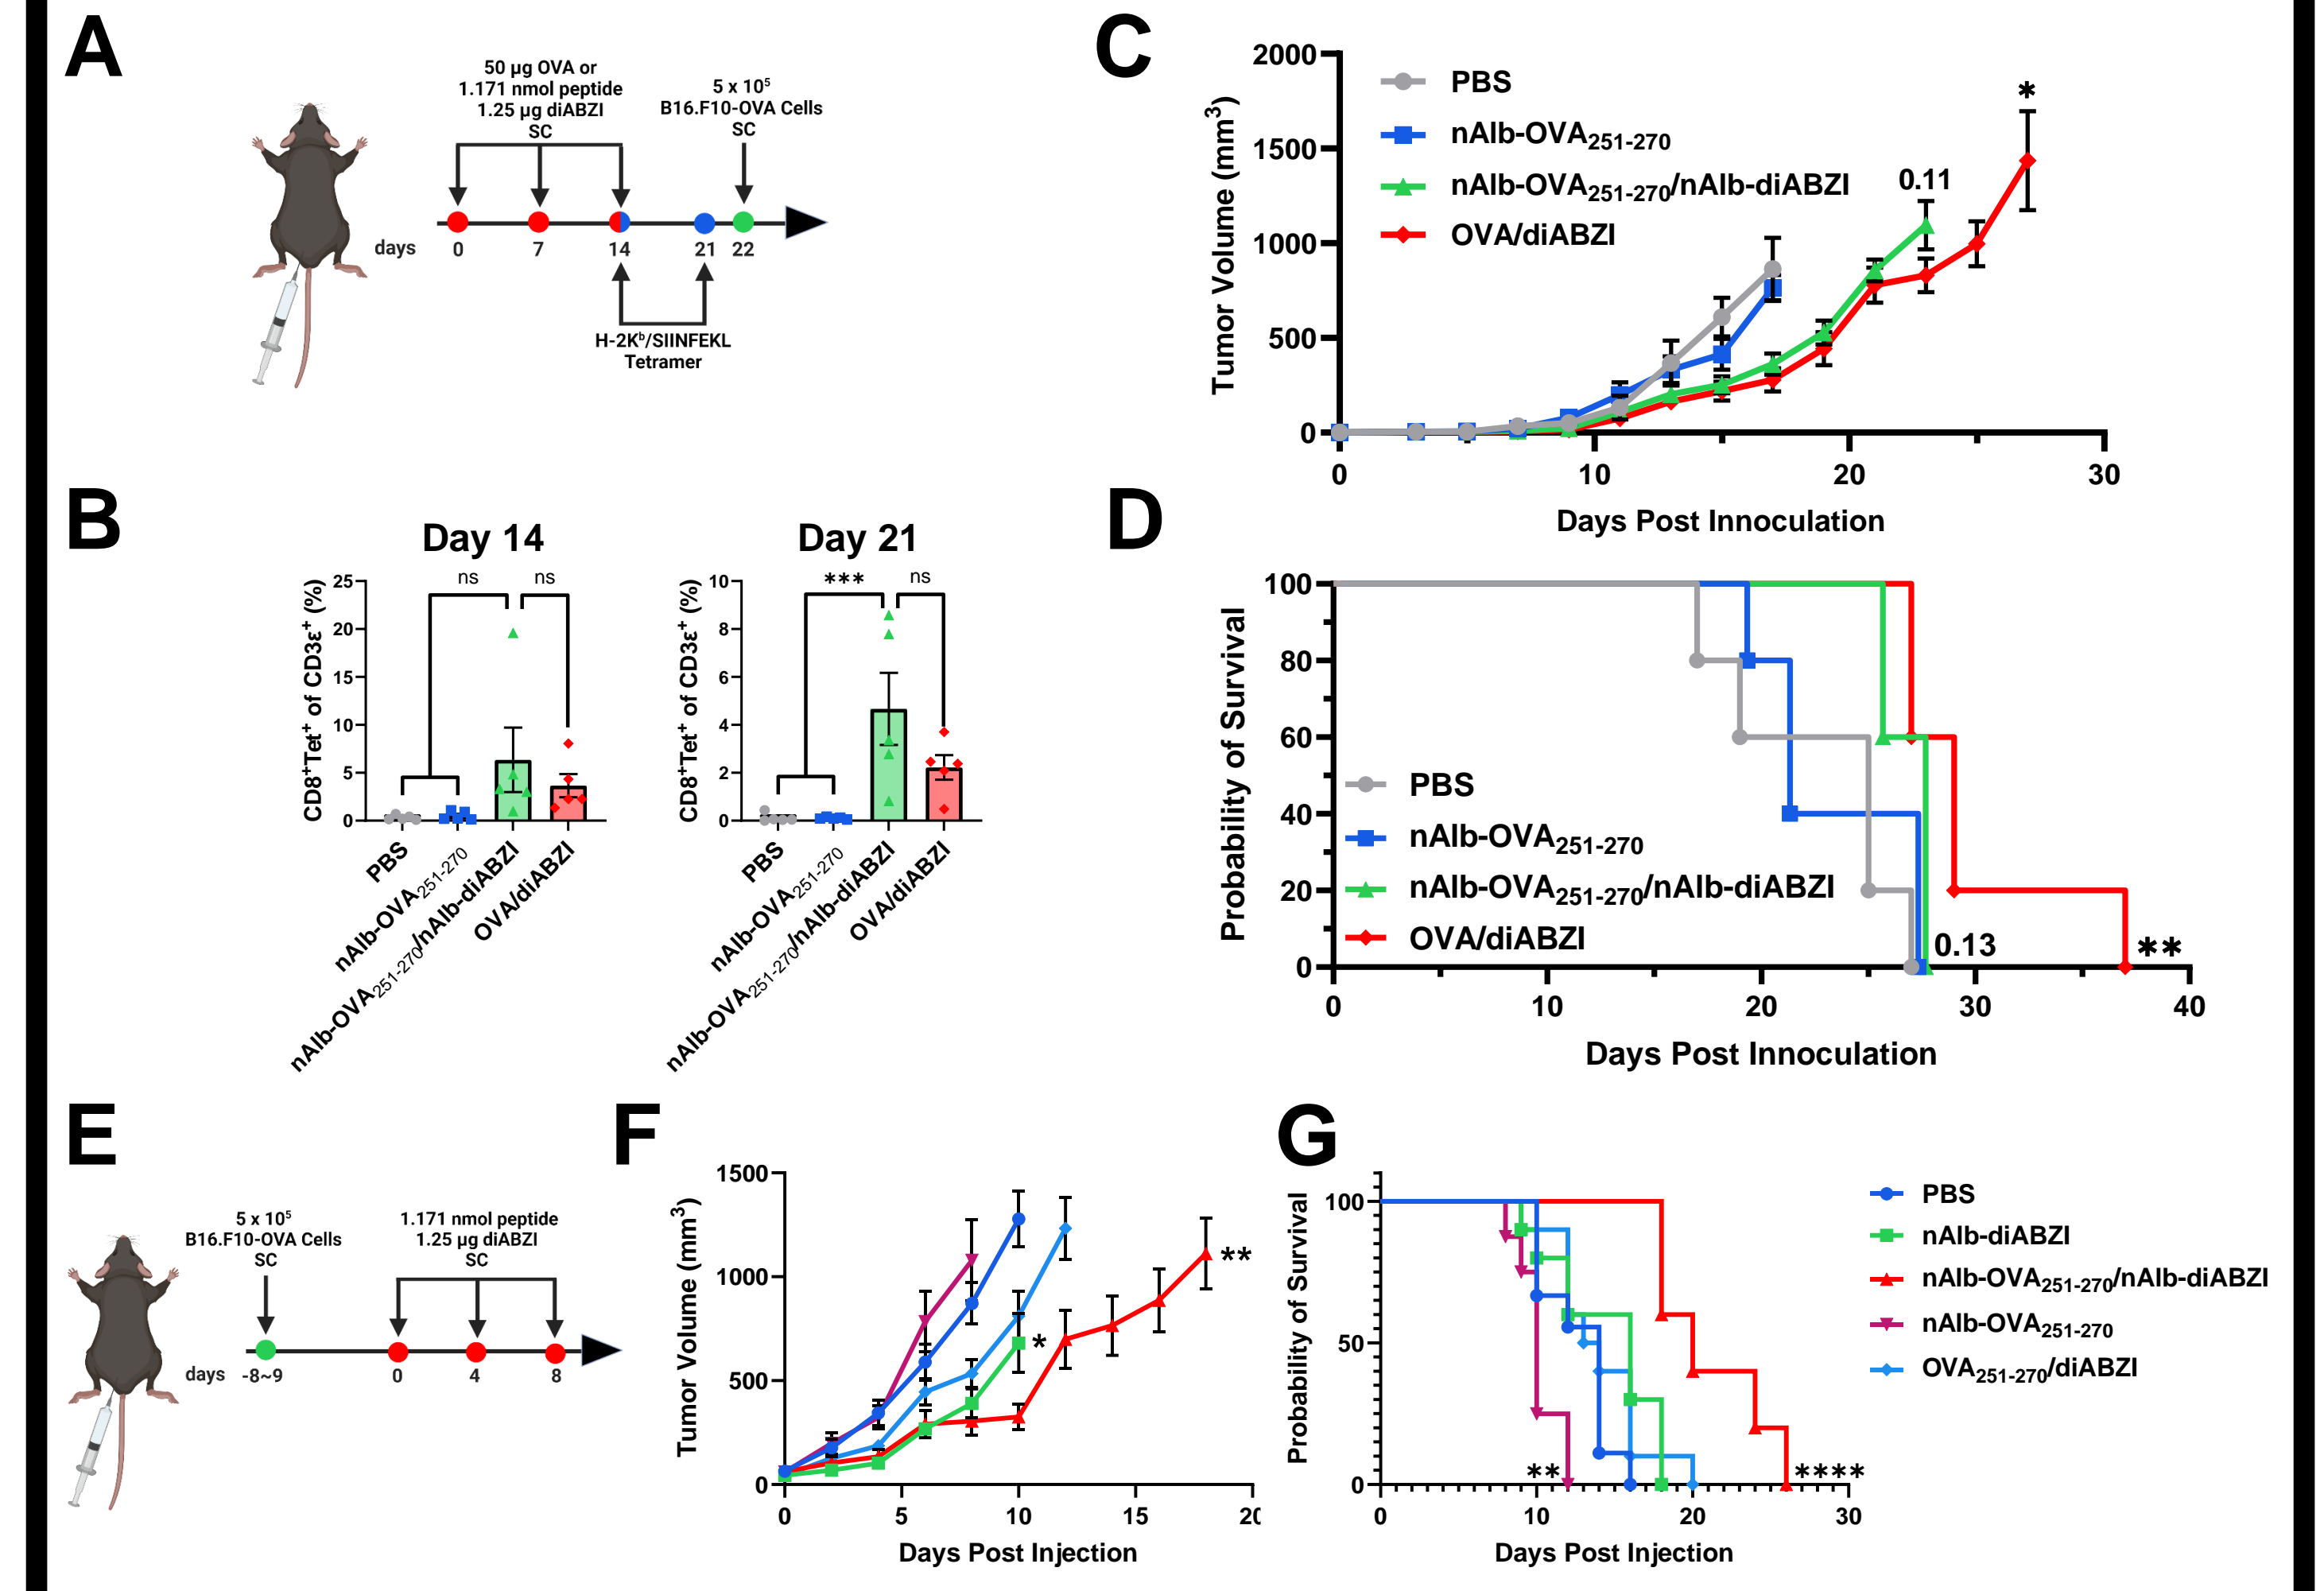 A
50 µg OVA or
1.171 nmol peptide
1.25 µg diABZI
SC
5 x 10⁵
B16.F10-OVA Cells
SC
days
0
7
14
21
22
H-2Kᵇ/SIINFEKL
Tetramer
B
Day 14
CD8⁺Tet⁺ of CD3ε⁺ (%)
25
20
15
10
5
0
ns
ns
PBS
nAlb-OVA₂₅₁₋₂₇₀
nAlb-OVA₂₅₁₋₂₇₀/nAlb-diABZI
OVA/diABZI
Day 21
CD8⁺Tet⁺ of CD3ε⁺ (%)
10
8
6
4
2
0
***
ns
PBS
nAlb-OVA₂₅₁₋₂₇₀
nAlb-OVA₂₅₁₋₂₇₀/nAlb-diABZI
OVA/diABZI
C
Tumor Volume (mm³)
2000
1500
1000
500
0
PBS
nAlb-OVA₂₅₁₋₂₇₀
nAlb-OVA₂₅₁₋₂₇₀/nAlb-diABZI
OVA/diABZI
0.11
*
0
10
20
30
Days Post Innoculation
D
Probability of Survival
100
80
60
40
20
0
PBS
nAlb-OVA₂₅₁₋₂₇₀
nAlb-OVA₂₅₁₋₂₇₀/nAlb-diABZI
OVA/diABZI
0.13
**
0
10
20
30
40
Days Post Innoculation
E
5 x 10⁵
B16.F10-OVA Cells
SC
1.171 nmol peptide
1.25 µg diABZI
SC
days
-8~9
0
4
8
F
Tumor Volume (mm³)
1500
1000
500
0
*
**
0
5
10
15
20
Days Post Injection
G
Probability of Survival
100
50
0
**
****
0
10
20
30
Days Post Injection
PBS
nAlb-diABZI
nAlb-OVA₂₅₁₋₂₇₀/nAlb-diABZI
nAlb-OVA₂₅₁₋₂₇₀
OVA₂₅₁₋₂₇₀/diABZI